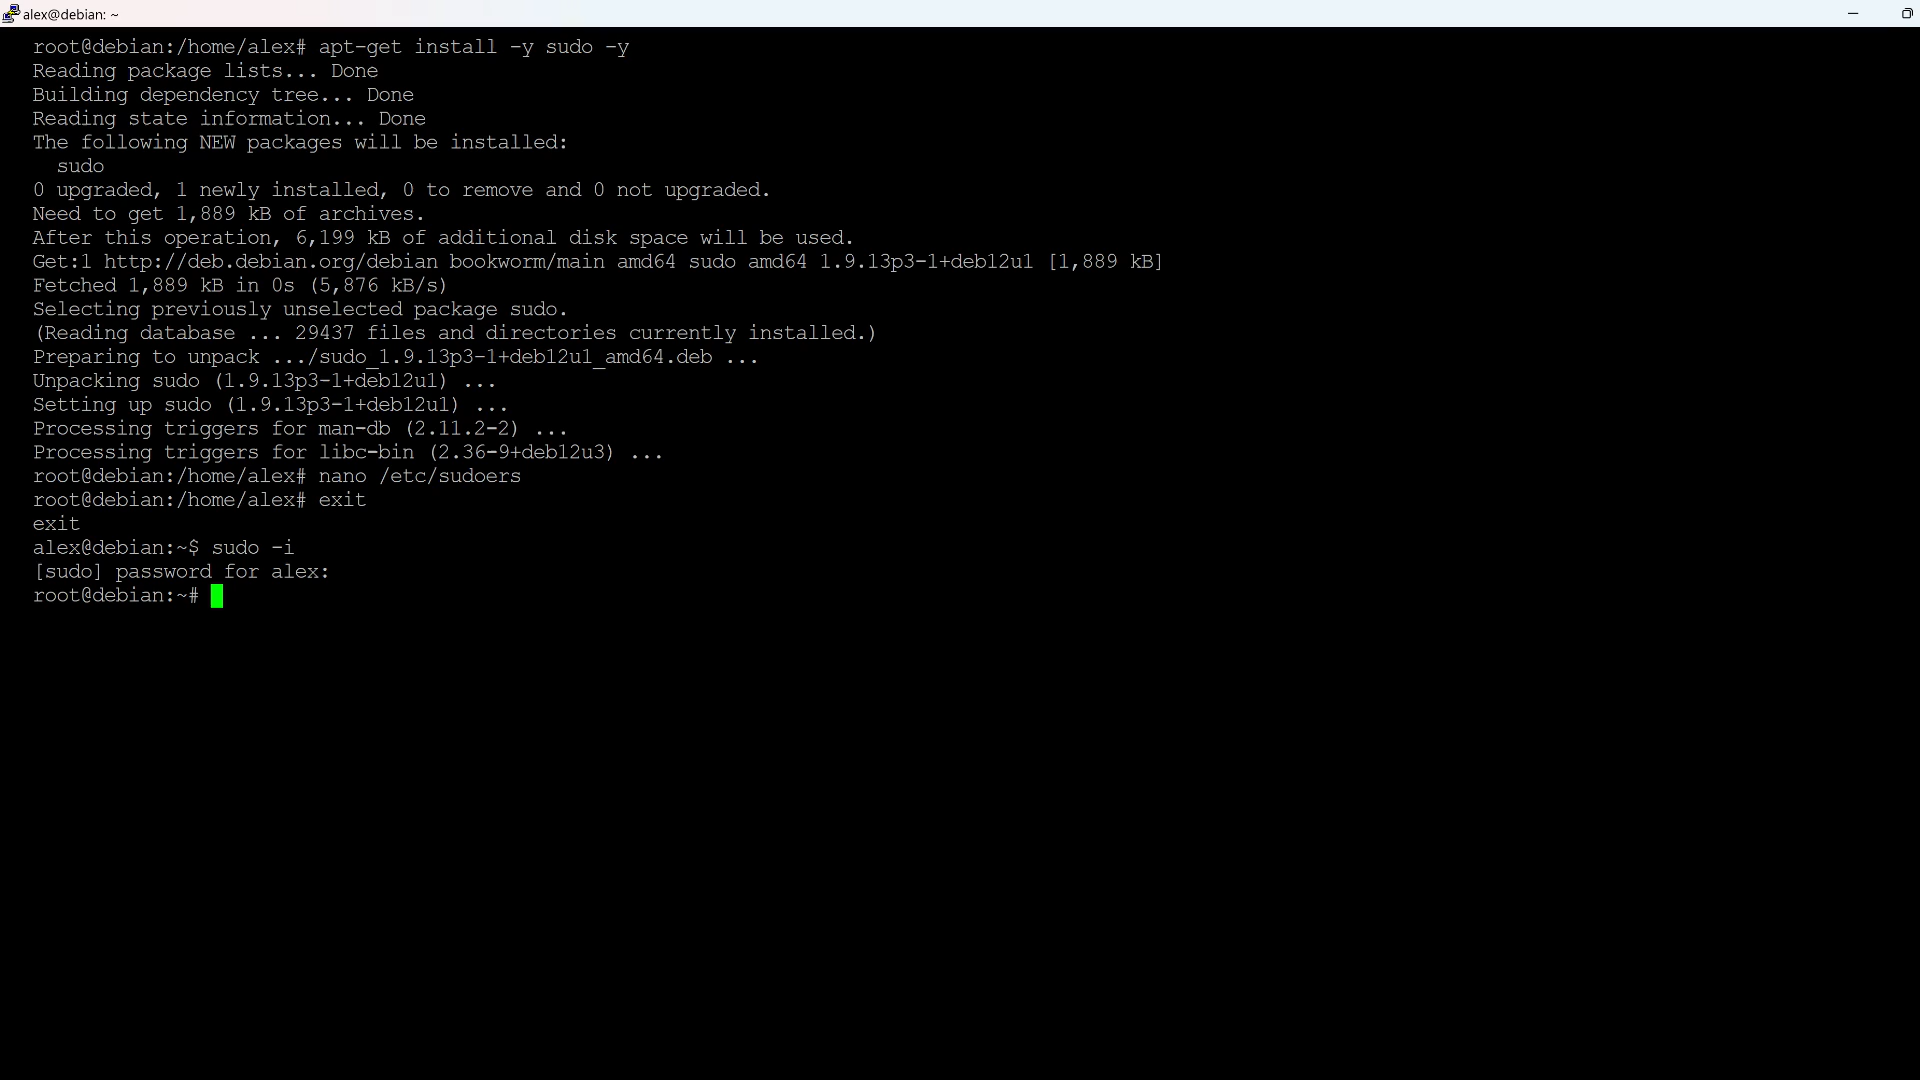 alex@debian: ~
root@debian:/home/alex# apt-get install -y sudo -y
Reading package lists... Done
Building dependency tree... Done
Reading state information... Done
The following NEW packages will be installed:
  sudo
0 upgraded, 1 newly installed, 0 to remove and 0 not upgraded.
Need to get 1,889 kB of archives.
After this operation, 6,199 kB of additional disk space will be used.
Get:1 http://deb.debian.org/debian bookworm/main amd64 sudo amd64 1.9.13p3-1+deb12u1 [1,889 kB]
Fetched 1,889 kB in 0s (5,876 kB/s)
Selecting previously unselected package sudo.
(Reading database ... 29437 files and directories currently installed.)
Preparing to unpack .../sudo_1.9.13p3-1+deb12u1_amd64.deb ...
Unpacking sudo (1.9.13p3-1+deb12u1) ...
Setting up sudo (1.9.13p3-1+deb12u1) ...
Processing triggers for man-db (2.11.2-2) ...
Processing triggers for libc-bin (2.36-9+deb12u3) ...
root@debian:/home/alex# nano /etc/sudoers
root@debian:/home/alex# exit
exit
alex@debian:~$ sudo -i
[sudo] password for alex:
root@debian:~#